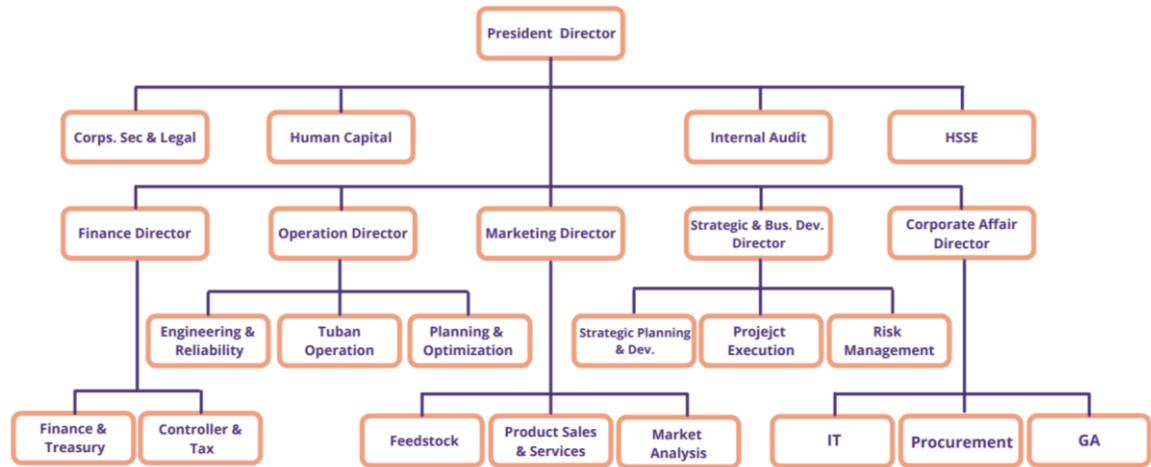 President Director
Corps. Sec & Legal
Human Capital
Internal Audit
HSSE
Finance Director
Operation Director
Marketing Director
Strategic & Bus. Dev.
Director
Corporate Affair
Director
Engineering &
Reliability
Tuban
Operation
Planning &
Optimization
Strategic Planning
& Dev.
Projejct
Execution
Risk
Management
Finance &
Treasury
Controller &
Tax
Feedstock
Product Sales
& Services
Market
Analysis
IT
Procurement
GA